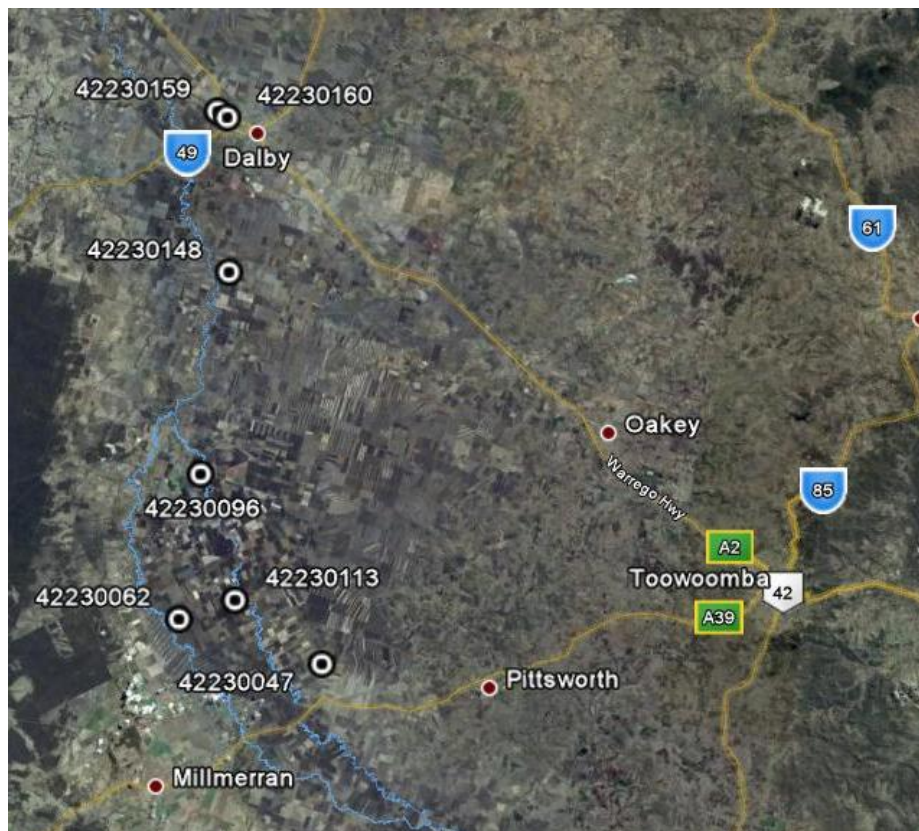 42230159
42230160
49
Dalby
42230148
61
Oakey
Warrego Hwy
42230096
85
A2
42230113
Toowoomba
42
42230062
A39
42230047
Pittsworth
Millmerran